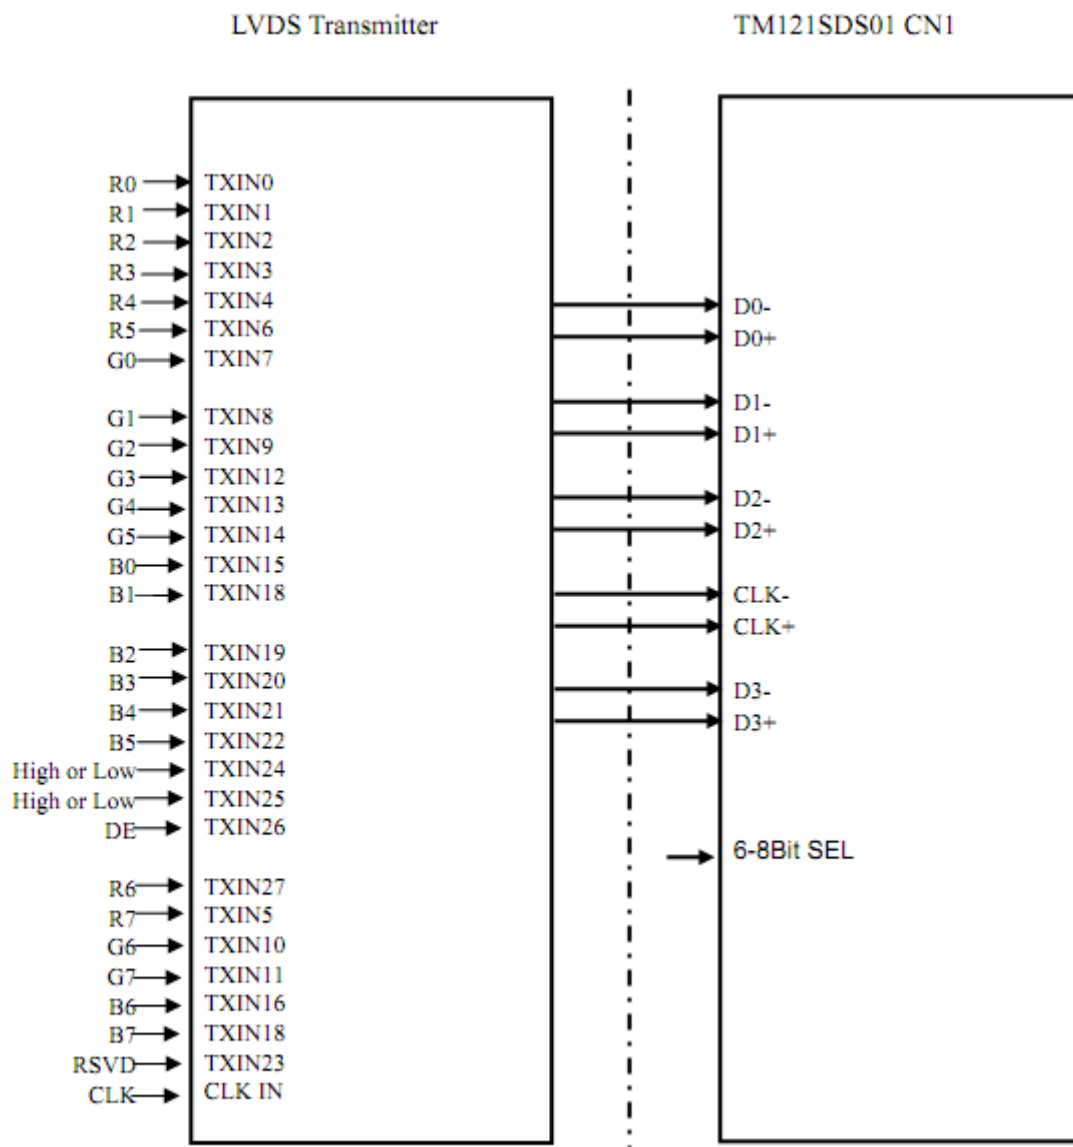 LVDS Transmitter
TM121SDS01 CN1
R0 TXIN0
R1 TXIN1
R2 TXIN2
R3 TXIN3
R4 TXIN4
R5 TXIN6
G0 TXIN7
G1 TXIN8
G2 TXIN9
G3 TXIN12
G4 TXIN13
G5 TXIN14
B0 TXIN15
B1 TXIN18
B2 TXIN19
B3 TXIN20
B4 TXIN21
B5 TXIN22
High or Low TXIN24
High or Low TXIN25
DE TXIN26
R6 TXIN27
R7 TXIN5
G6 TXIN10
G7 TXIN11
B6 TXIN16
B7 TXIN18
RSVD TXIN23
CLK CLK IN
D0-
D0+
D1-
D1+
D2-
D2+
CLK-
CLK+
D3-
D3+
6-8Bit SEL